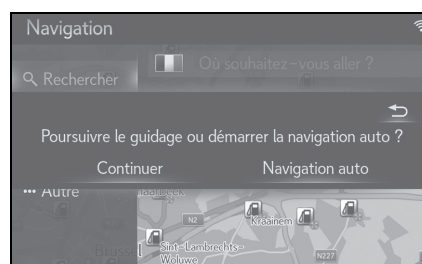 Navigation
Où souhaitez-vous aller ?
Rechercher
Poursuivre le guidage ou démarrer la navigation auto ?
Continuer Navigation auto
••• Autre
N2
Kraainem
Brussel
Sint-Lambrechts-
Woluwe
N227